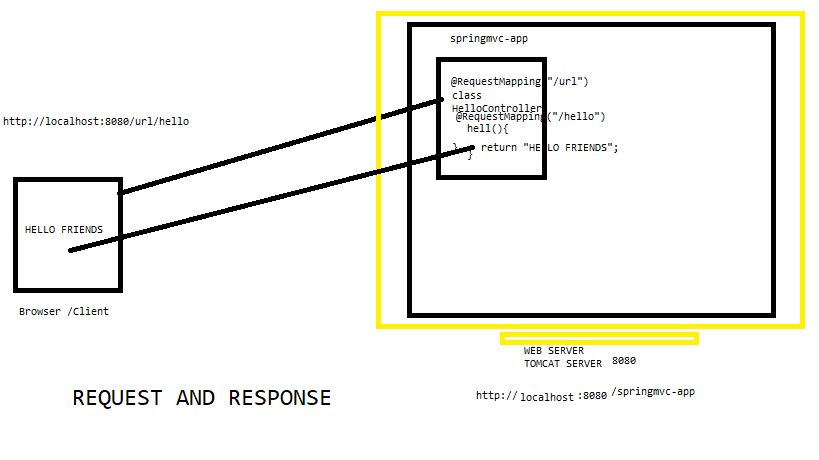 springmvc-app
@RequestMapping("/url")
class
HelloController
@RequestMapping("/hello")
hell(){
} return "HELLO FRIENDS";
}
http://localhost:8080/url/hello
HELLO FRIENDS
Browser /Client
WEB SERVER
TOMCAT SERVER 8080
http://localhost:8080/springmvc-app
REQUEST AND RESPONSE